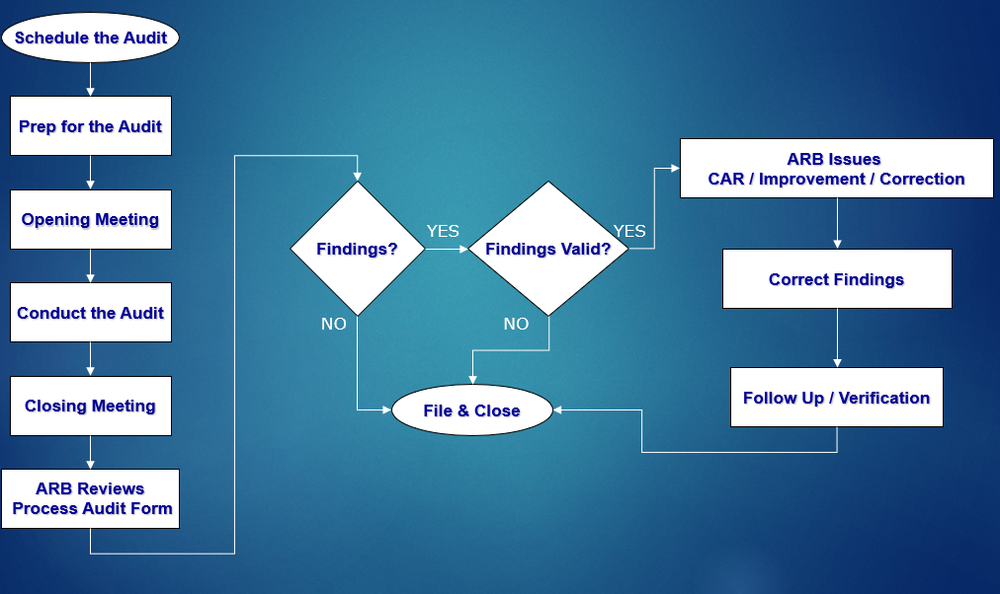 Schedule the Audit
Prep for the Audit
Opening Meeting
Conduct the Audit
Closing Meeting
ARB Reviews
Process Audit Form
Findings?
YES
NO
Findings Valid?
YES
NO
File & Close
ARB Issues
CAR / Improvement / Correction
Correct Findings
Follow Up / Verification